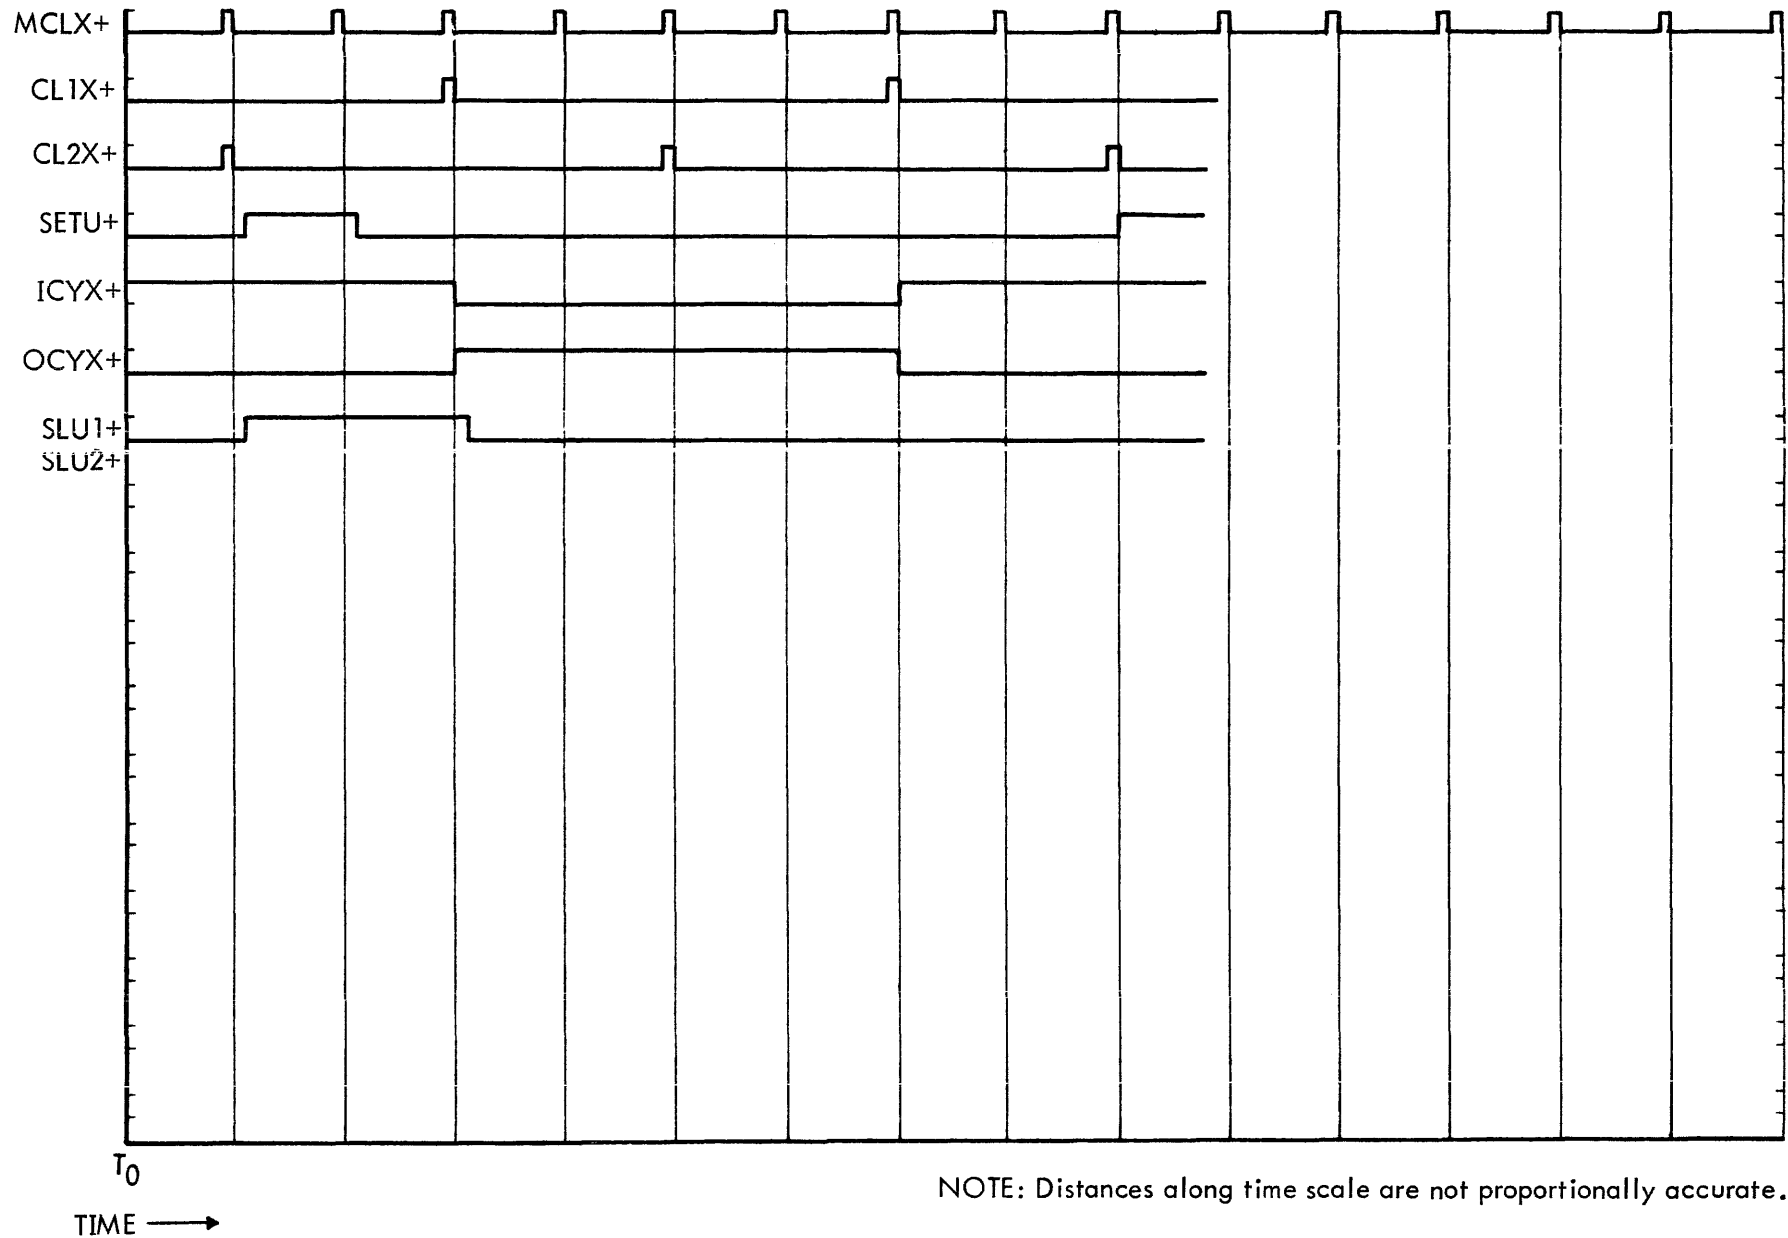 MCLX+
CL1X+
CL2X+
SETU+
ICYX+
OCYX+
SLU1+
SLU2+
T0
NOTE: Distances along time scale are not proportionally accurate.
TIME